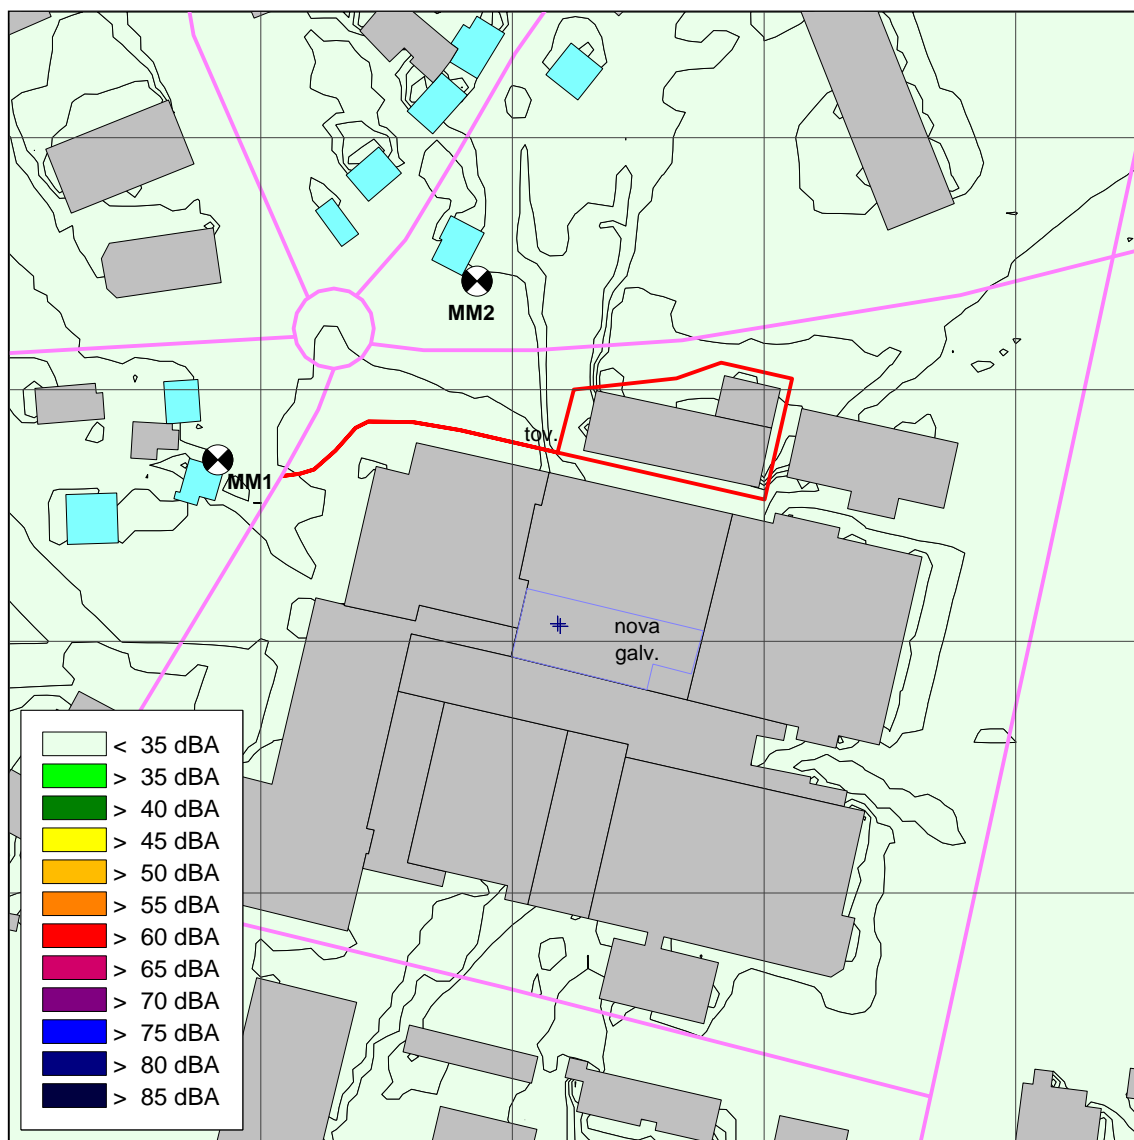 MM2
tov.
MM1
nova
galv.
< 35 dBA
> 35 dBA
> 40 dBA
> 45 dBA
> 50 dBA
> 55 dBA
> 60 dBA
> 65 dBA
> 70 dBA
> 75 dBA
> 80 dBA
> 85 dBA